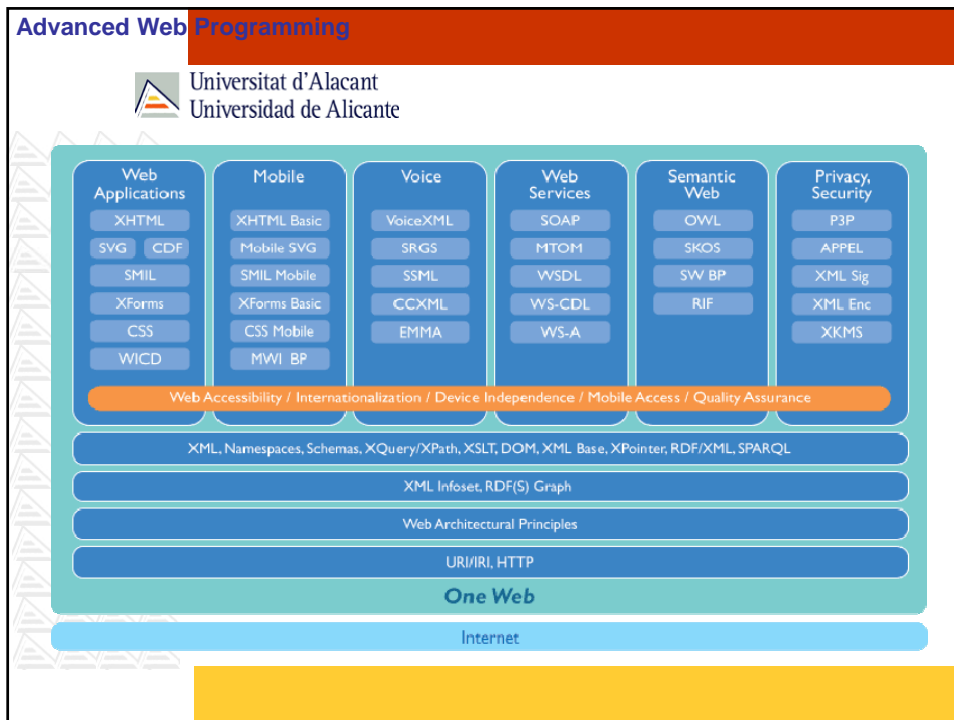 Advanced Web Programming
Universitat d'Alacant
Universidad de Alicante
Web
Applications
XHTML
SVG CDF
SMIL
XForms
CSS
WICD
Mobile
XHTML Basic
Mobile SVG
SMIL Mobile
XForms Basic
CSS Mobile
MWI BP
Voice
VoiceXML
SRGS
SSML
CCXML
EMMA
Web
Services
SOAP
MTOM
WSDL
WS-CDL
WS-A
Semantic
Web
OWL
SKOS
SW BP
RIF
Privacy,
Security
P3P
APPEL
XML Sig
XML Enc
XKMS
Web Accessibility / Internationalization / Device Independence / Mobile Access / Quality Assurance
XML, Namespaces, Schemas, XQuery/XPath, XSLT, DOM, XML Base, XPointer, RDF/XML, SPARQL
XML Infoset, RDF(S) Graph
Web Architectural Principles
URI/IRI, HTTP
One Web
Internet